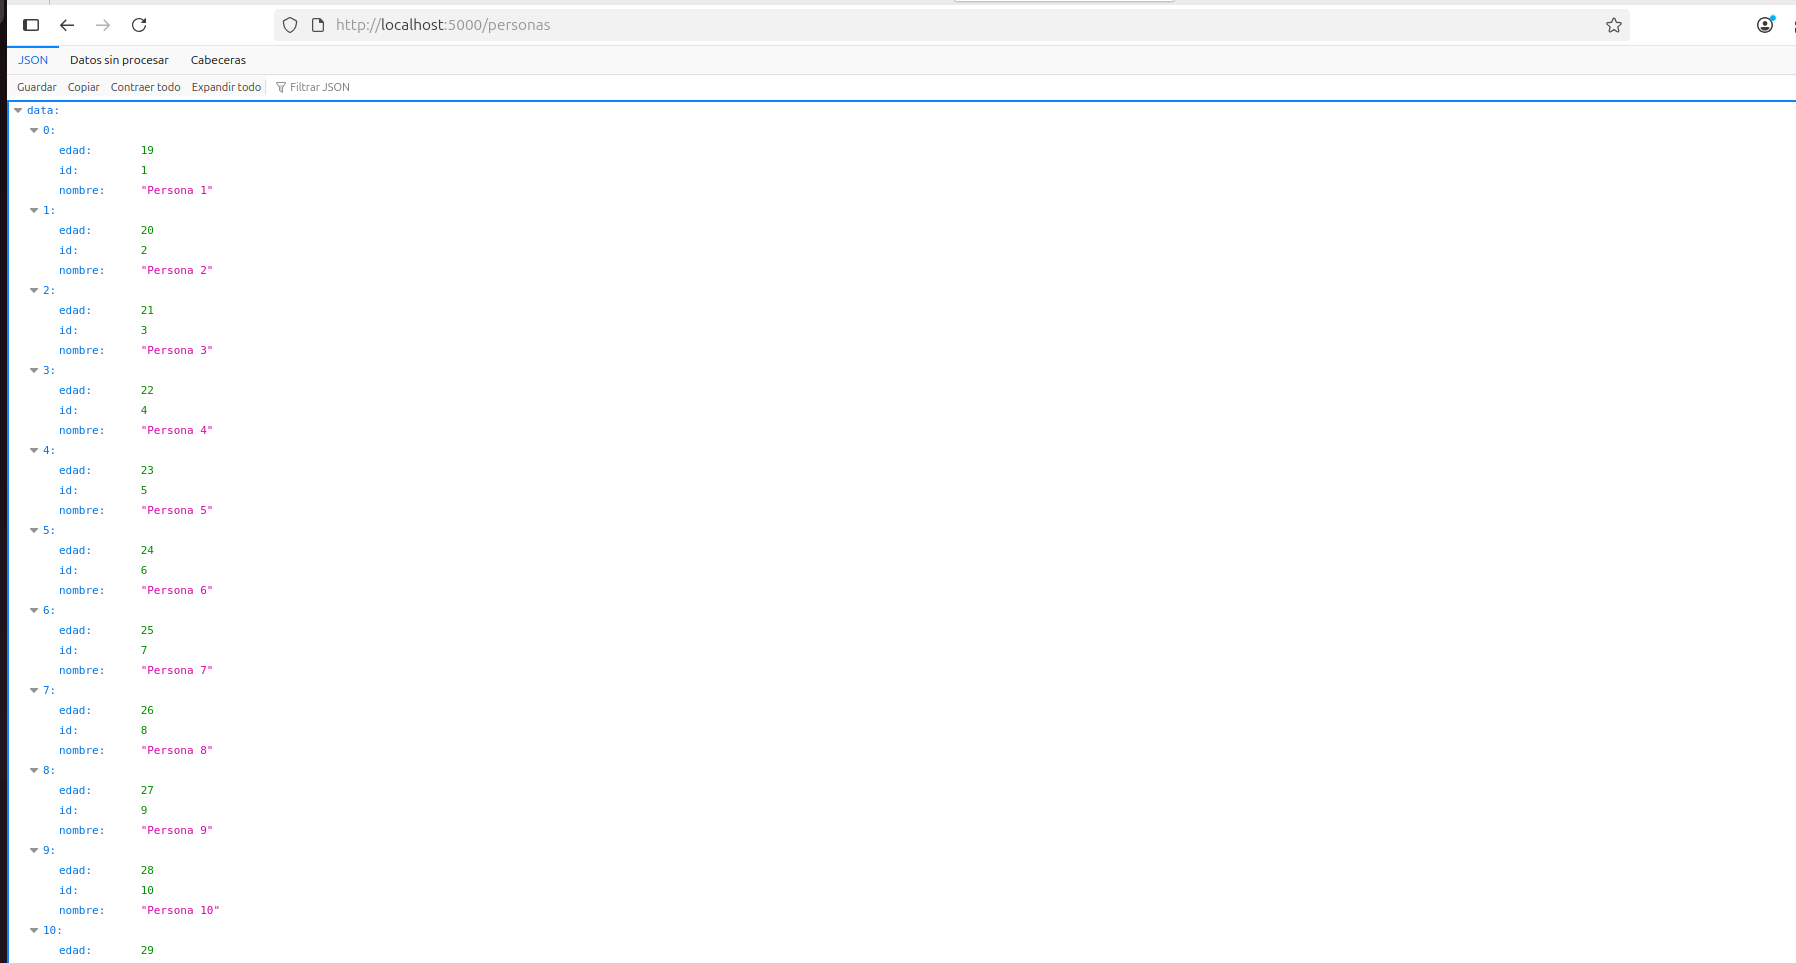 http://localhost:5000/personas
JSON Datos sin procesar Cabeceras
Guardar Copiar Contraer todo Expandir todo Filtrar JSON
data:
0:
edad: 19
id: 1
nombre: "Persona 1"
1:
edad: 20
id: 2
nombre: "Persona 2"
2:
edad: 21
id: 3
nombre: "Persona 3"
3:
edad: 22
id: 4
nombre: "Persona 4"
4:
edad: 23
id: 5
nombre: "Persona 5"
5:
edad: 24
id: 6
nombre: "Persona 6"
6:
edad: 25
id: 7
nombre: "Persona 7"
7:
edad: 26
id: 8
nombre: "Persona 8"
8:
edad: 27
id: 9
nombre: "Persona 9"
9:
edad: 28
id: 10
nombre: "Persona 10"
10:
edad: 29